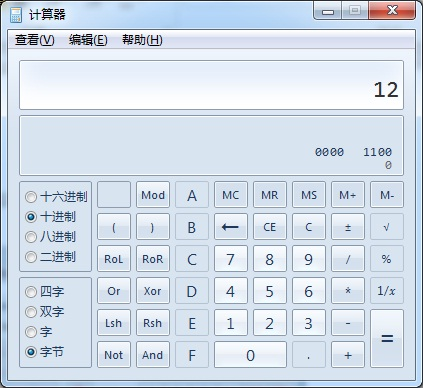 计算器
查看(V) 编辑(E) 帮助(H)
12
0000 1100
0
十六进制
十进制
八进制
二进制
四字
双字
字
字节
Mod A MC MR MS M+ M-
( ) B ← CE C ± √
RoL RoR C 7 8 9 / %
Or Xor D 4 5 6 * 1/x
Lsh Rsh E 1 2 3 - =
Not And F 0 . +